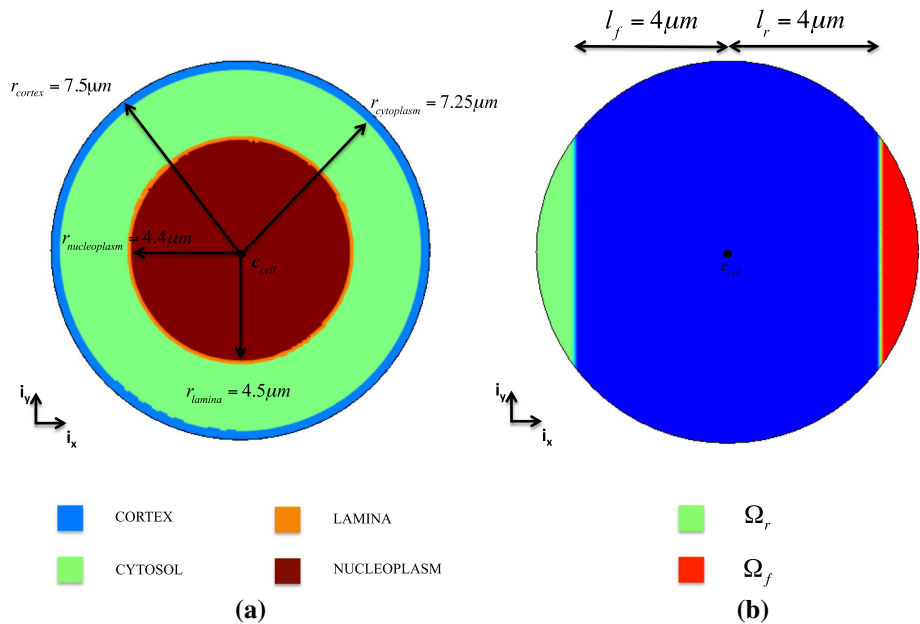 r_cortex = 7.5μm
r_cytoplasm = 7.25μm
r_nucleoplasm = 4.4μm
c_cell
r_lamina = 4.5μm
i_y
i_x
CORTEX
LAMINA
CYTOSOL
NUCLEOPLASM
(a)
l_f = 4μm
l_r = 4μm
c_cell
i_y
i_x
Ω_r
Ω_f
(b)